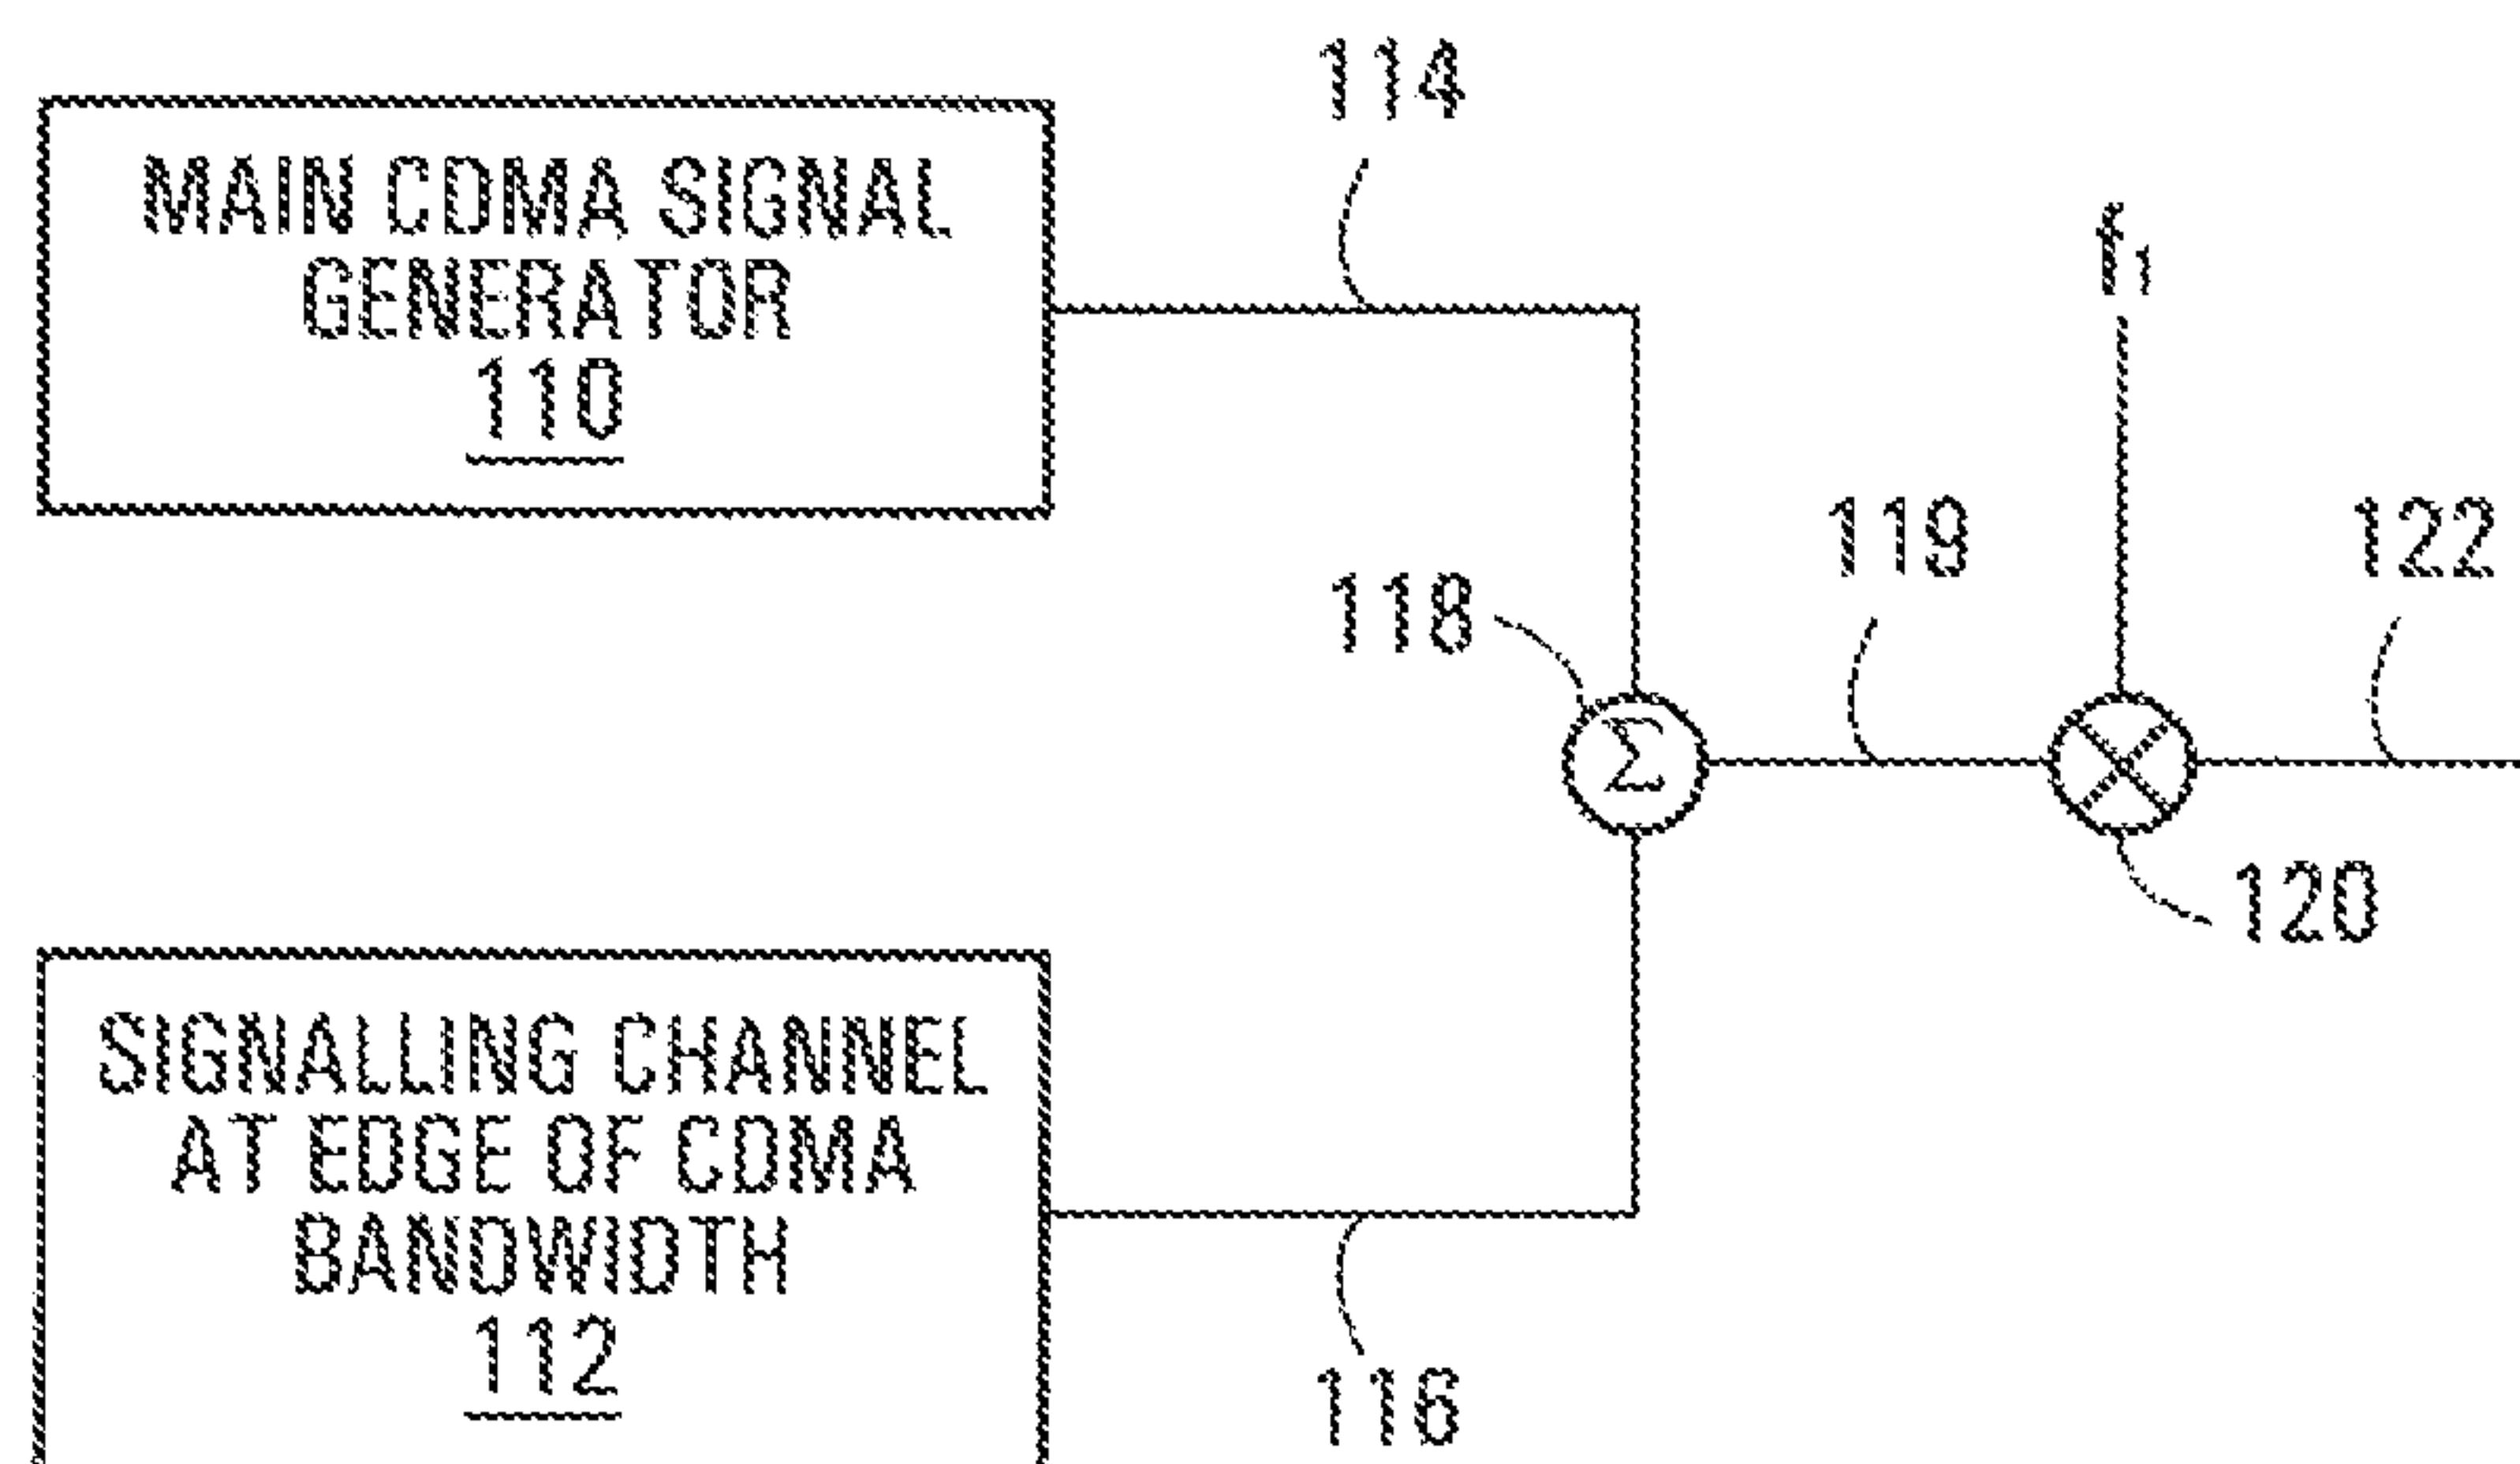 114
MAIN CDMA SIGNAL
GENERATOR
110
f1
119
122
118
Σ
120
SIGNALLING CHANNEL
AT EDGE OF CDMA
BANDWIDTH
112
116